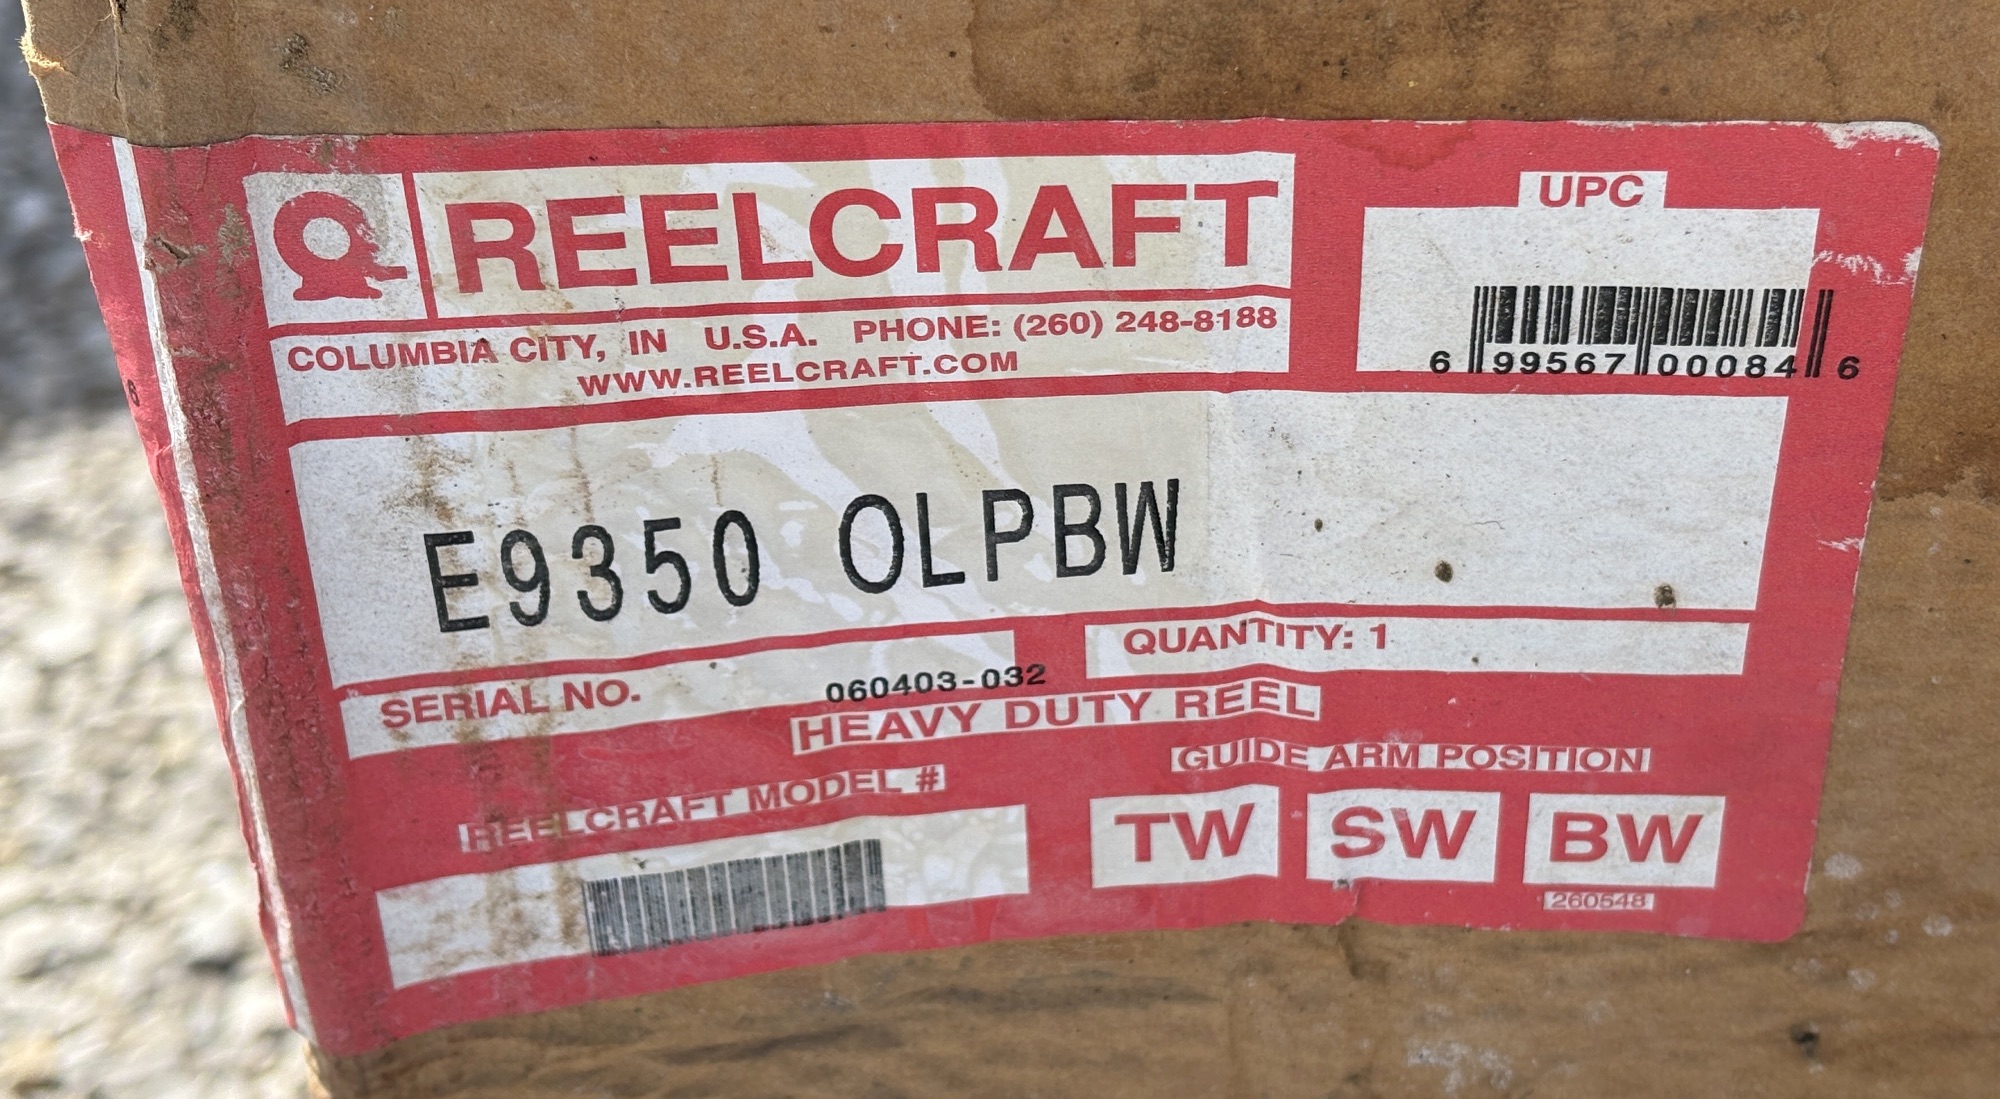 REELCRAFT
COLUMBIA CITY, IN U.S.A. PHONE: (260) 248-8188
WWW.REELCRAFT.COM
UPC
6 99567 00084 6
E9350 OLPBW
SERIAL NO. 060403-032
QUANTITY: 1
HEAVY DUTY REEL
REELCRAFT MODEL #
GUIDE ARM POSITION
TW SW BW
260548
6